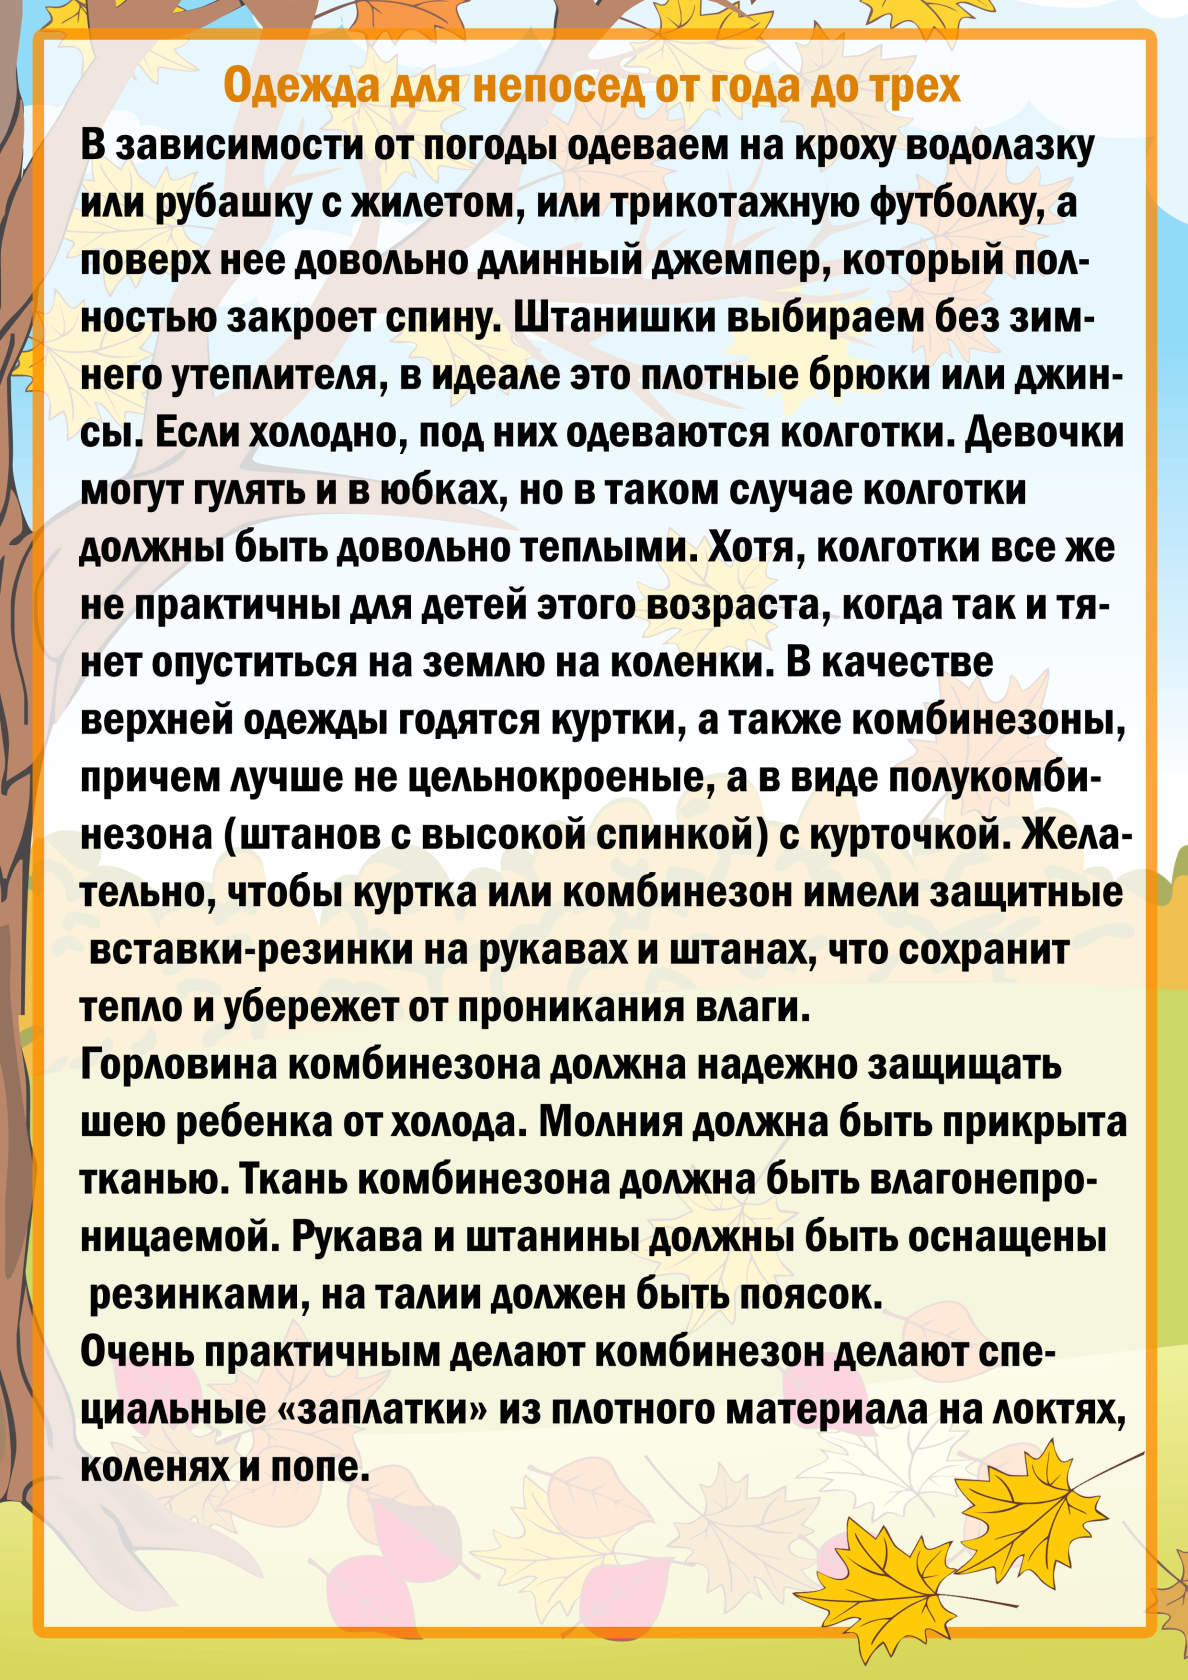 Одежда для непосед от года до трех
В зависимости от погоды одеваем на кроху водолазку
или рубашку с жилетом, или трикотажную футболку, а
поверх нее довольно длинный джемпер, который пол-
ностью закроет спину. Штанишки выбираем без зим-
него утеплителя, в идеале это плотные брюки или джин-
сы. Если холодно, под них одеваются колготки. Девочки
могут гулять и в юбках, но в таком случае колготки
должны быть довольно теплыми. Хотя, колготки все же
не практичны для детей этого возраста, когда так и тя-
нет опуститься на землю на коленки. В качестве
верхней одежды годятся куртки, а также комбинезоны,
причем лучше не цельнокроеные, а в виде полукомби-
незона (штанов с высокой спинкой) с курточкой. Жела-
тельно, чтобы куртка или комбинезон имели защитные
вставки-резинки на рукавах и штанах, что сохранит
тепло и убережет от проникания влаги.
Горловина комбинезона должна надежно защищать
шею ребенка от холода. Молния должна быть прикрыта
тканью. Ткань комбинезона должна быть влагонепро-
ницаемой. Рукава и штанины должны быть оснащены
резинками, на талии должен быть поясок.
Очень практичным делают комбинезон делают спе-
циальные «заплатки» из плотного материала на локтях,
коленях и попе.